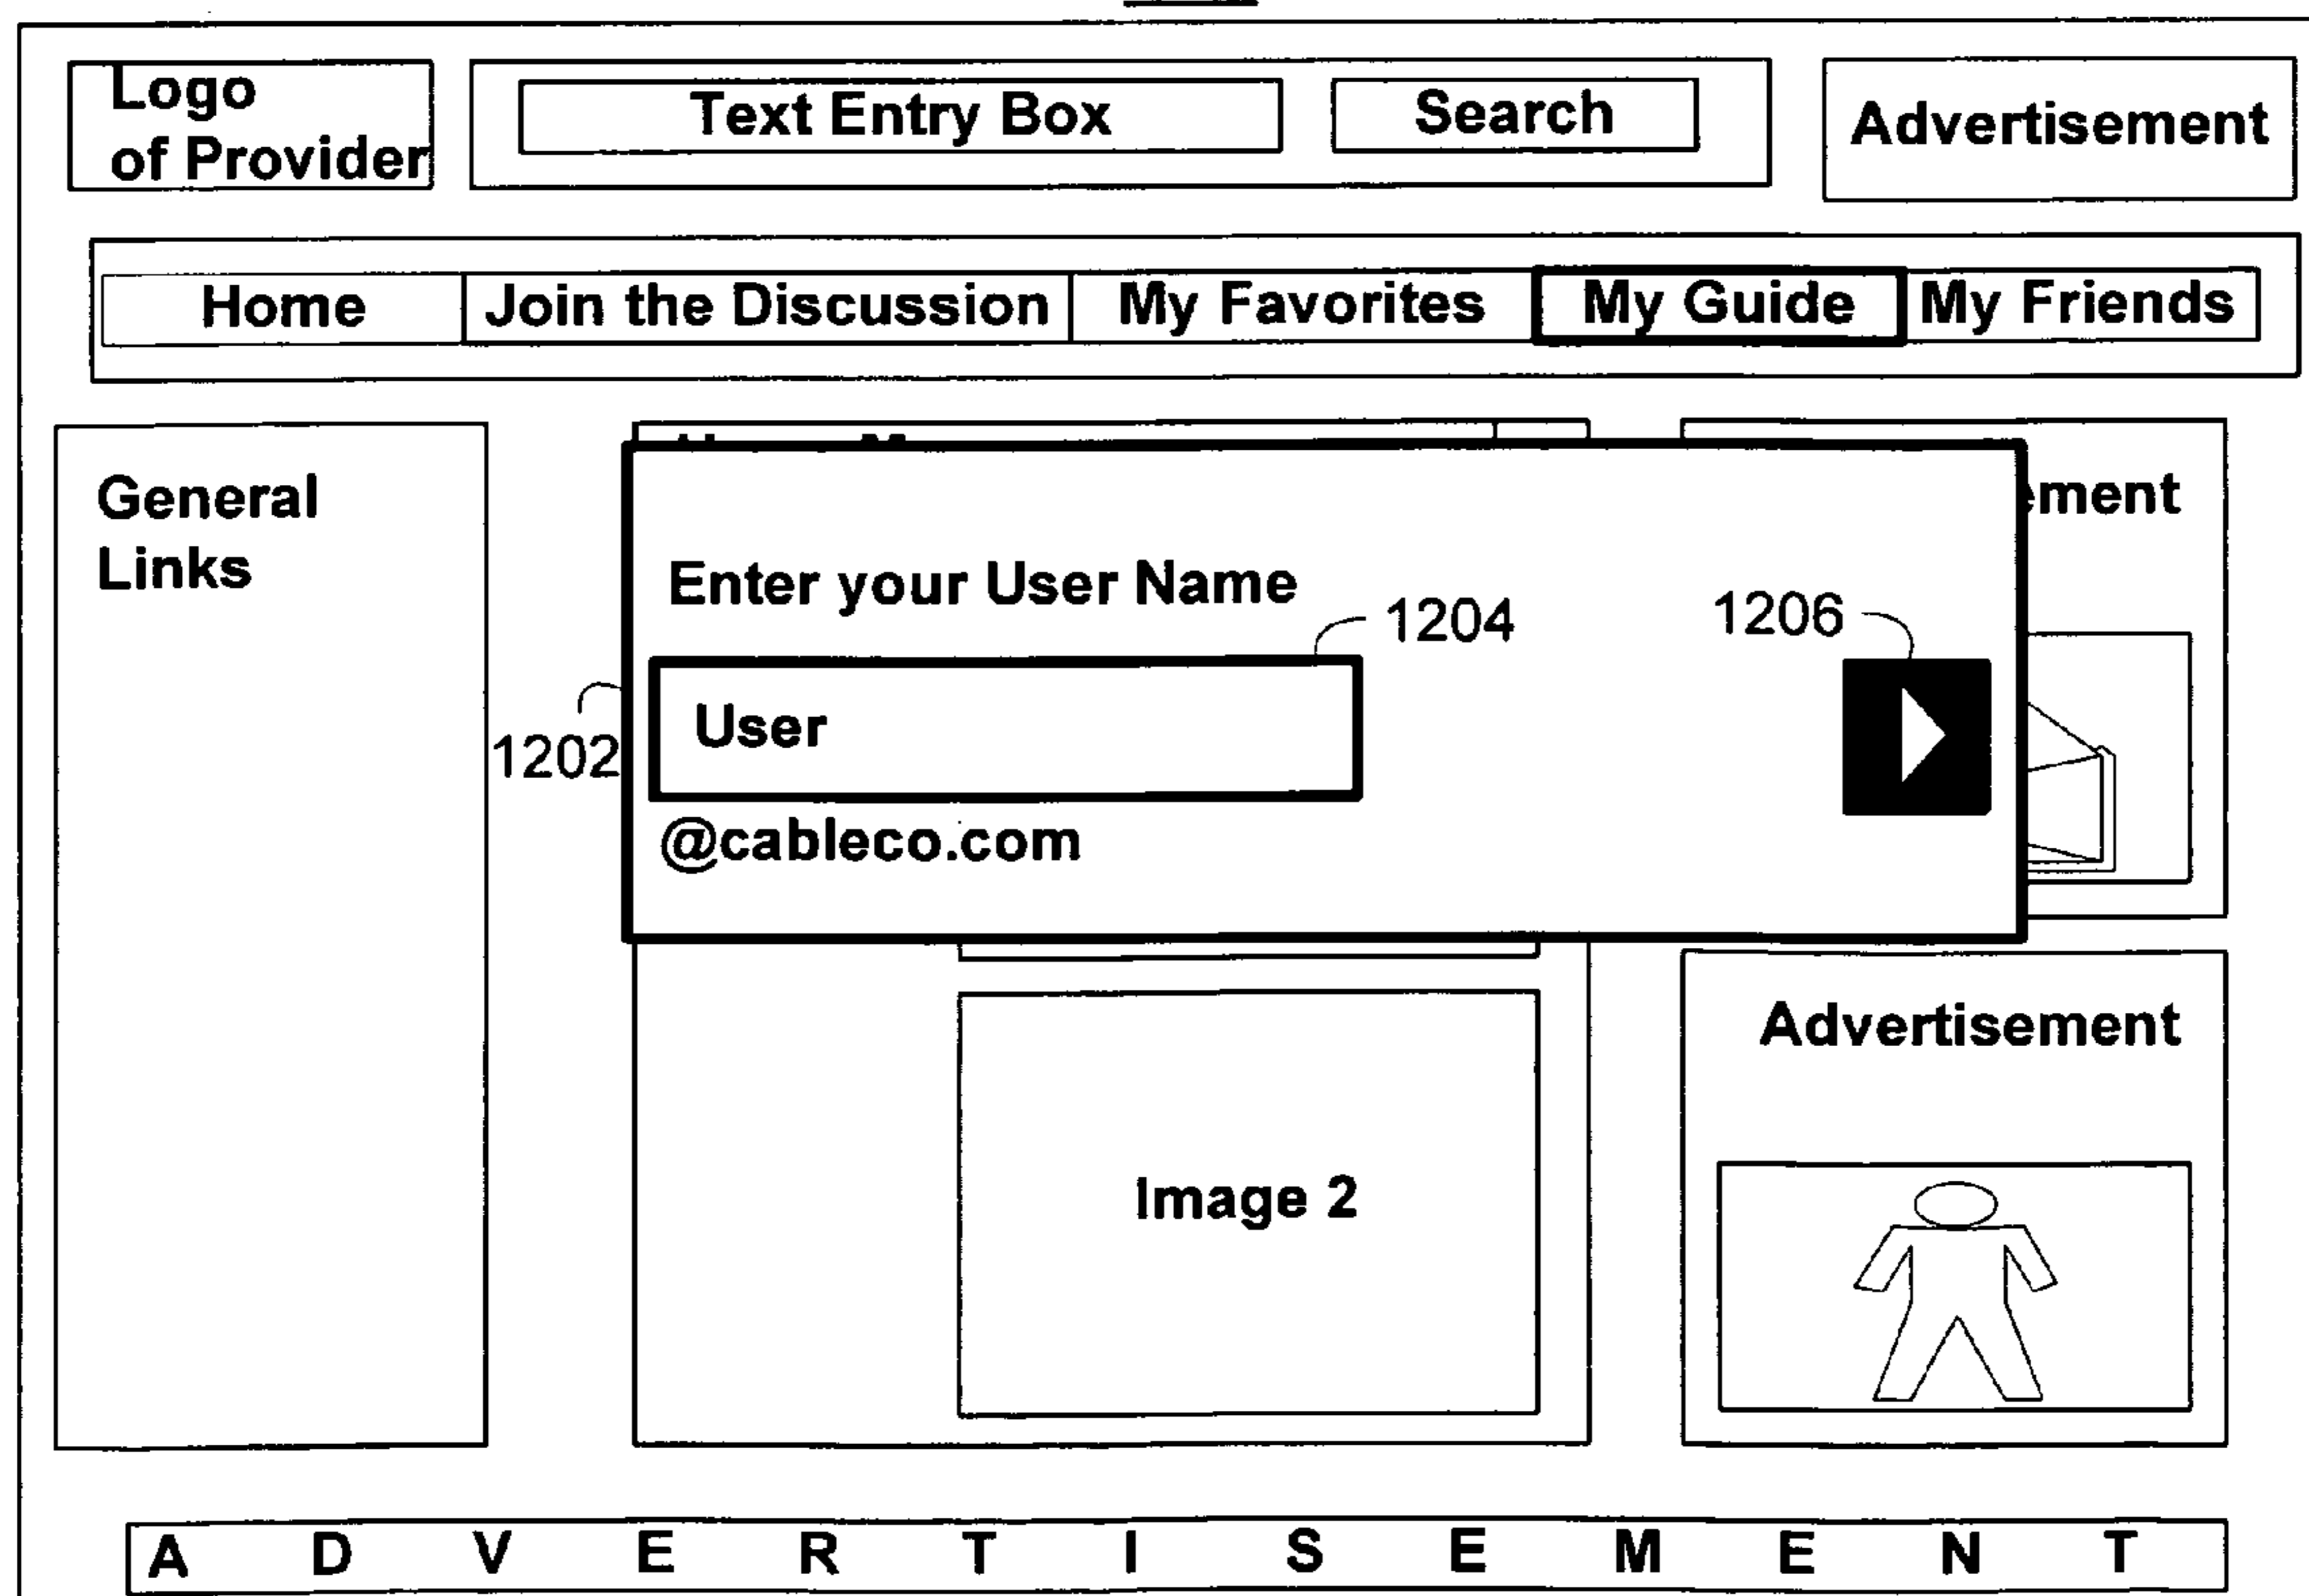 Logo
of Provider
Text Entry Box
Search
Advertisement
Home
Join the Discussion
My Favorites
My Guide
My Friends
General
Links
ement
Enter your User Name
1204
1206
User
1202
@cableco.com
Image 2
Advertisement
A D V E R T I S E M E N T